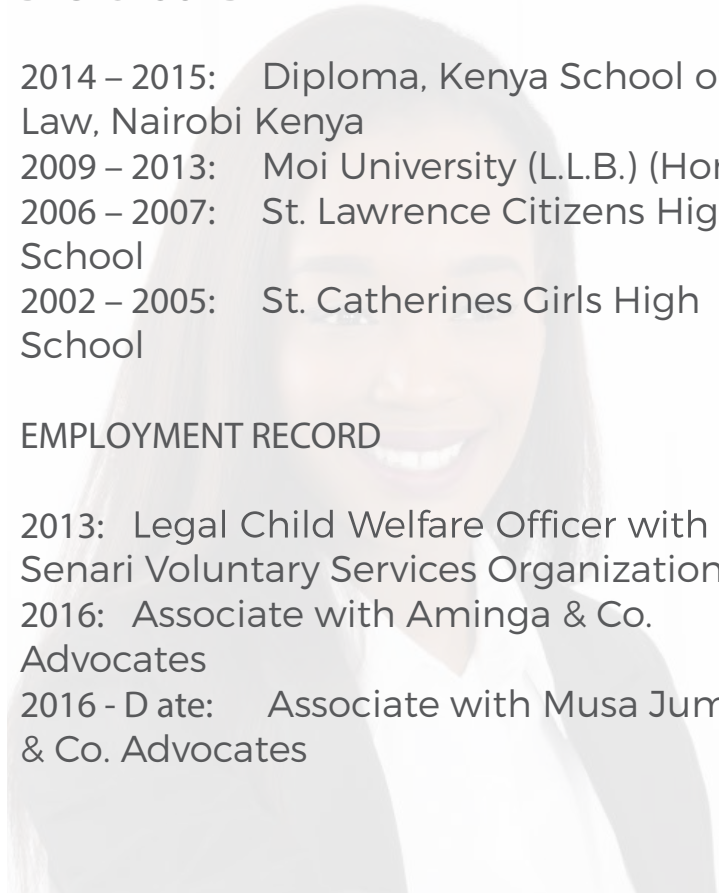 2014 – 2015: Diploma, Kenya School o
Law, Nairobi Kenya
2009 – 2013: Moi University (L.L.B.) (Hon
2006 – 2007: St. Lawrence Citizens Hig
School
2002 – 2005: St. Catherines Girls High
School
EMPLOYMENT RECORD
2013: Legal Child Welfare Officer with
Senari Voluntary Services Organization
2016: Associate with Aminga & Co.
Advocates
2016 - D ate: Associate with Musa Jum
& Co. Advocates